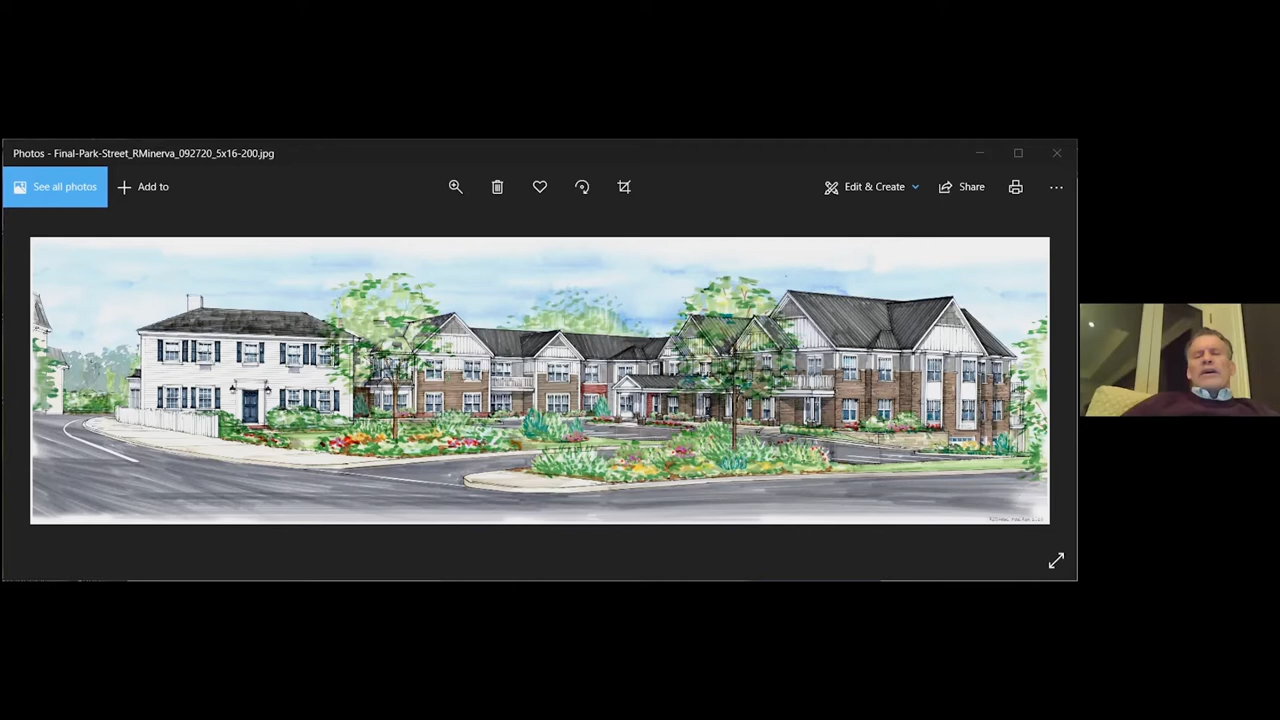 Photos - Final-Park-Street_RMinerva_092720_5x16-200.jpg
See all photos
Add to
Edit & Create
Share